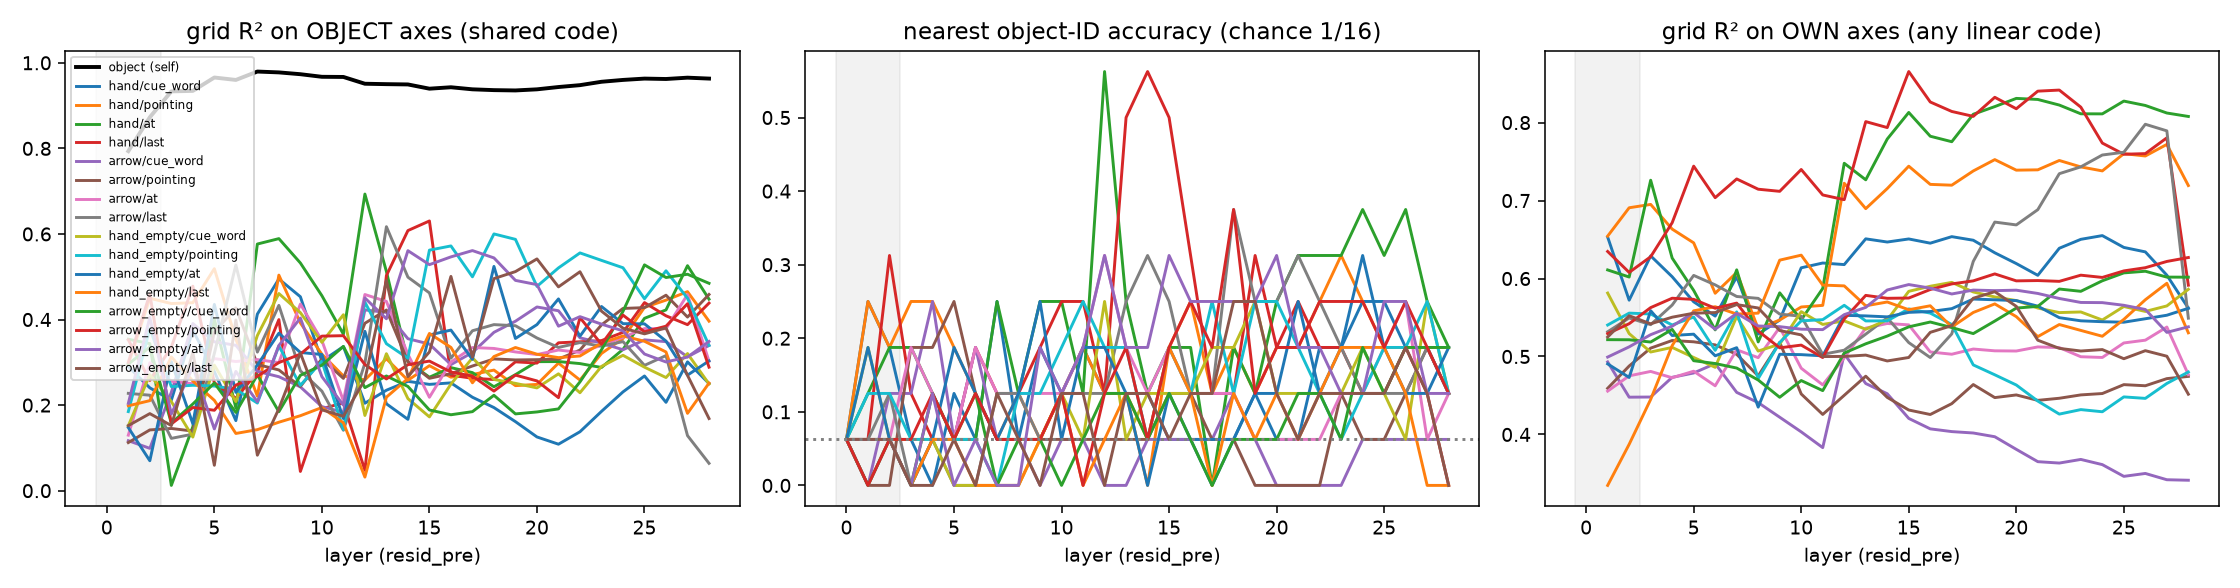 grid R² on OBJECT axes (shared code)
1.0
0.8
0.6
0.4
0.2
0.0
object (self)
hand/cue_word
hand/pointing
hand/at
hand/last
arrow/cue_word
arrow/pointing
arrow/at
arrow/last
hand_empty/cue_word
hand_empty/pointing
hand_empty/at
hand_empty/last
arrow_empty/cue_word
arrow_empty/pointing
arrow_empty/at
arrow_empty/last
0 5 10 15 20 25
layer (resid_pre)
nearest object-ID accuracy (chance 1/16)
0.5
0.4
0.3
0.2
0.1
0.0
0 5 10 15 20 25
layer (resid_pre)
grid R² on OWN axes (any linear code)
0.8
0.7
0.6
0.5
0.4
0 5 10 15 20 25
layer (resid_pre)